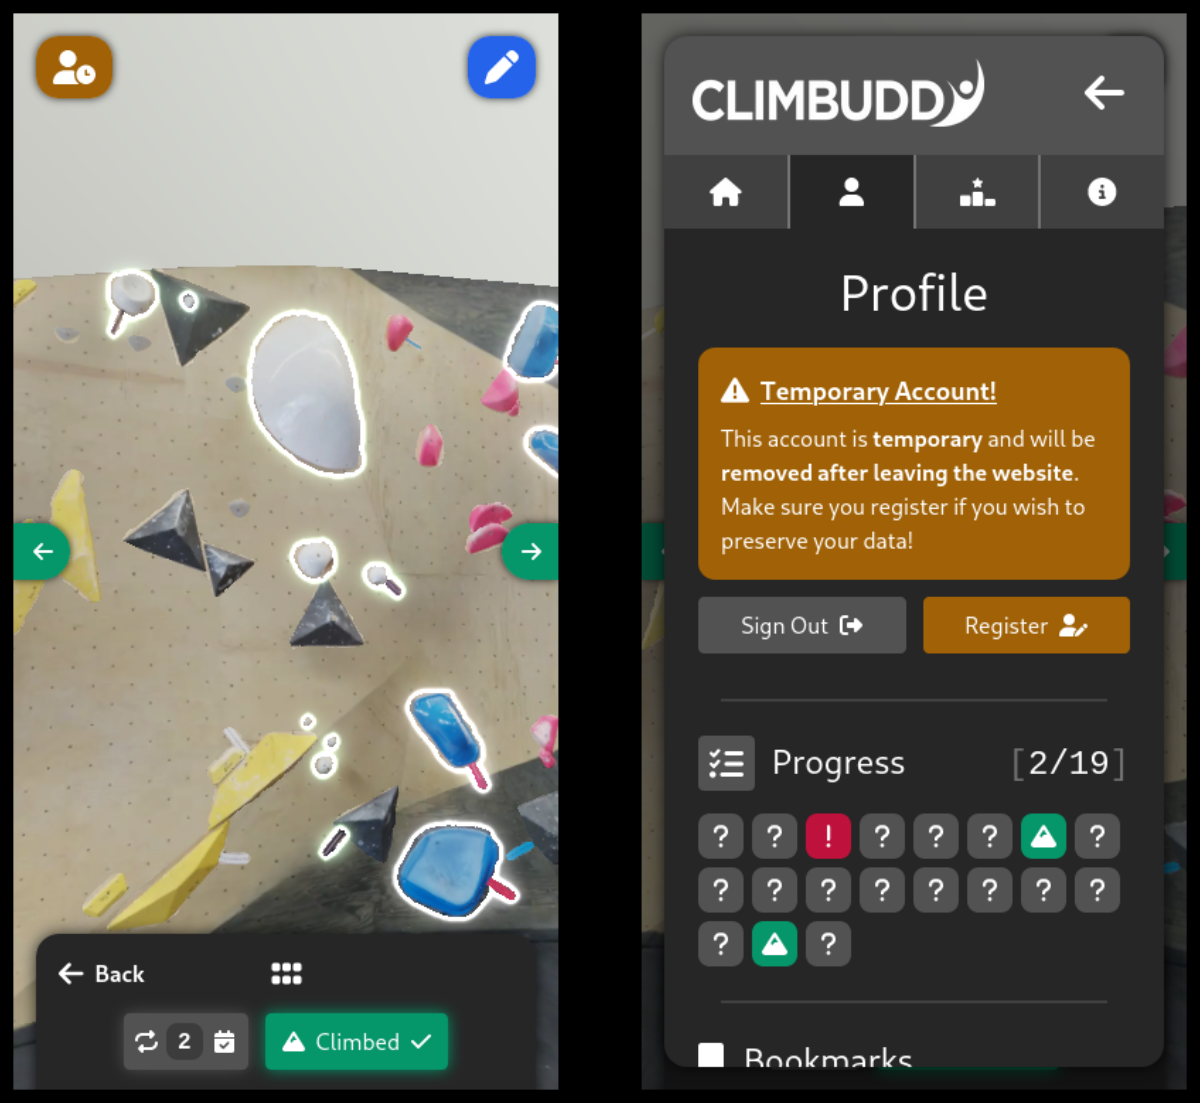 Back
2
Climbed
CLIMBUDDY
Profile
Temporary Account!
This account is temporary and will be
removed after leaving the website.
Make sure you register if you wish to
preserve your data!
Sign Out
Register
Progress [2/19]
? ? ! ? ? ? ?
? ? ? ? ? ? ? ?
? ?
Bookmarks